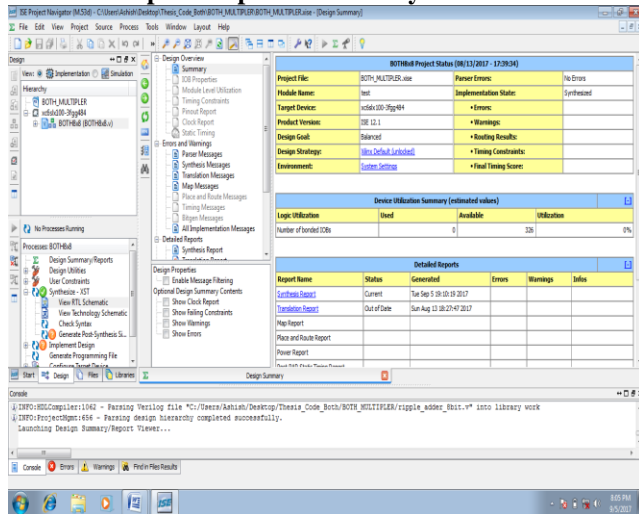 ISE Project Navigator (M.53d) - C:\Users\Ashish\Desktop\Thesis_Code_Both\BOTH_MULTIPLER\BOTH_MULTIPLER.xise - [Design Summary]
File Edit View Project Source Process Tools Window Layout Help
Design
View: Implementation Simulation
Hierarchy
BOTH_MULTIPLER
xc6slx100-3fgg484
BOTH8x8 (BOTH8x8.v)
No Processes Running
Processes: BOTH8x8
Design Summary/Reports
Design Utilities
User Constraints
Synthesize - XST
View RTL Schematic
View Technology Schematic
Check Syntax
Generate Post-Synthesis Si...
Implement Design
Generate Programming File
Configure Target Device
Start Design Files Libraries
Design Overview
Summary
IOB Properties
Module Level Utilization
Timing Constraints
Pinout Report
Clock Report
Static Timing
Errors and Warnings
Parser Messages
Synthesis Messages
Translation Messages
Map Messages
Place and Route Messages
Timing Messages
Bitgen Messages
All Implementation Messages
Detailed Reports
Synthesis Report
Design Properties
Enable Message Filtering
Optional Design Summary Contents
Show Clock Report
Show Failing Constraints
Show Warnings
Show Errors
BOTH8x8 Project Status (08/13/2017 - 17:39:34)
Project File: BOTH_MULTIPLER.xise Parser Errors: No Errors
Module Name: test Implementation State: Synthesized
Target Device: xc6slx100-3fgg484 • Errors:
Product Version: ISE 12.1 • Warnings:
Design Goal: Balanced • Routing Results:
Design Strategy: Xilinx Default (unlocked) • Timing Constraints:
Environment: System Settings • Final Timing Score:
Device Utilization Summary (estimated values) [-]
Logic Utilization Used Available Utilization
Number of bonded IOBs 0 326 0%
Detailed Reports [-]
Report Name Status Generated Errors Warnings Infos
Synthesis Report Current Tue Sep 5 19:10:19 2017
Translation Report Out of Date Sun Aug 13 18:27:47 2017
Map Report
Place and Route Report
Power Report
Design Summary
Console
INFO:HDLCompiler:1062 - Parsing Verilog file "C:/Users/Ashish/Desktop/Thesis_Code_Both/BOTH_MULTIPLER/ripple_adder_8bit.v" into library work
INFO:ProjectMgmt:656 - Parsing design hierarchy completed successfully.
Launching Design Summary/Report Viewer...
Console Errors Warnings Find in Files Results
8:05 PM
9/5/2017